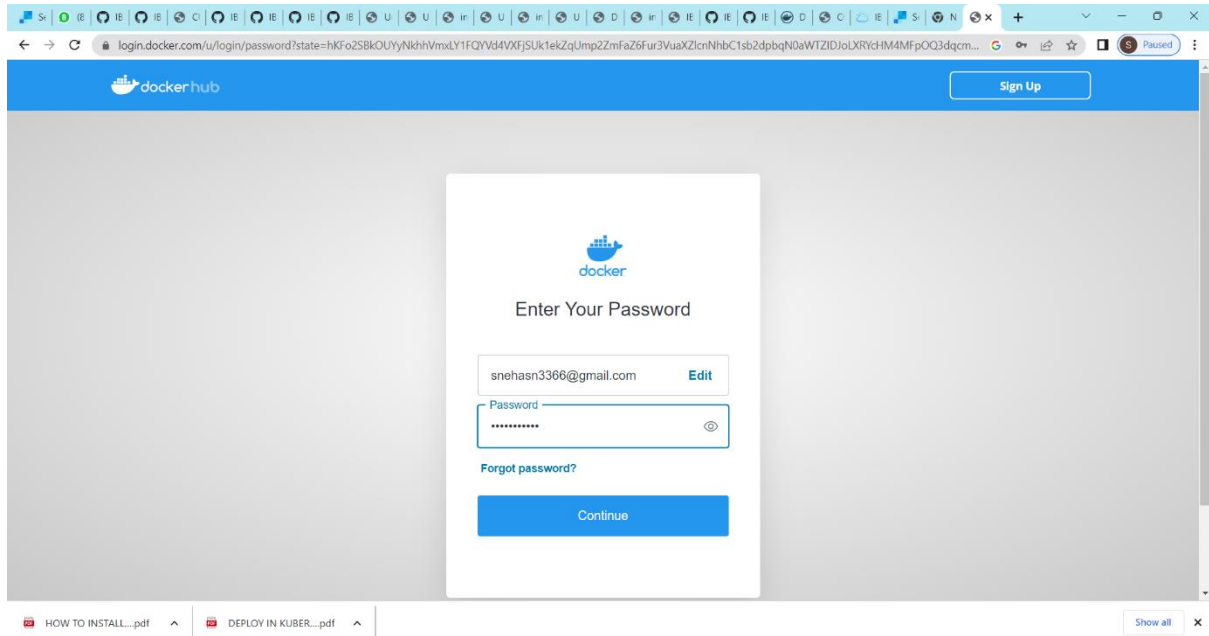 login.docker.com/u/login/password?state=hKFo2SBkOUYyNkhhVmxLY1FQYVd4VXFjSUk1ekZqUmp2ZmFaZ6Fur3VuaXZlcnNhbC1sb2dpbqN0aWTZIDJoLXRYcHM4MFpOQ3dqcm...
S Paused
dockerhub
Sign Up
docker
Enter Your Password
snehasn3366@gmail.com Edit
Password
•••••••••••
Forgot password?
Continue
HOW TO INSTALL....pdf
DEPLOY IN KUBER....pdf
Show all